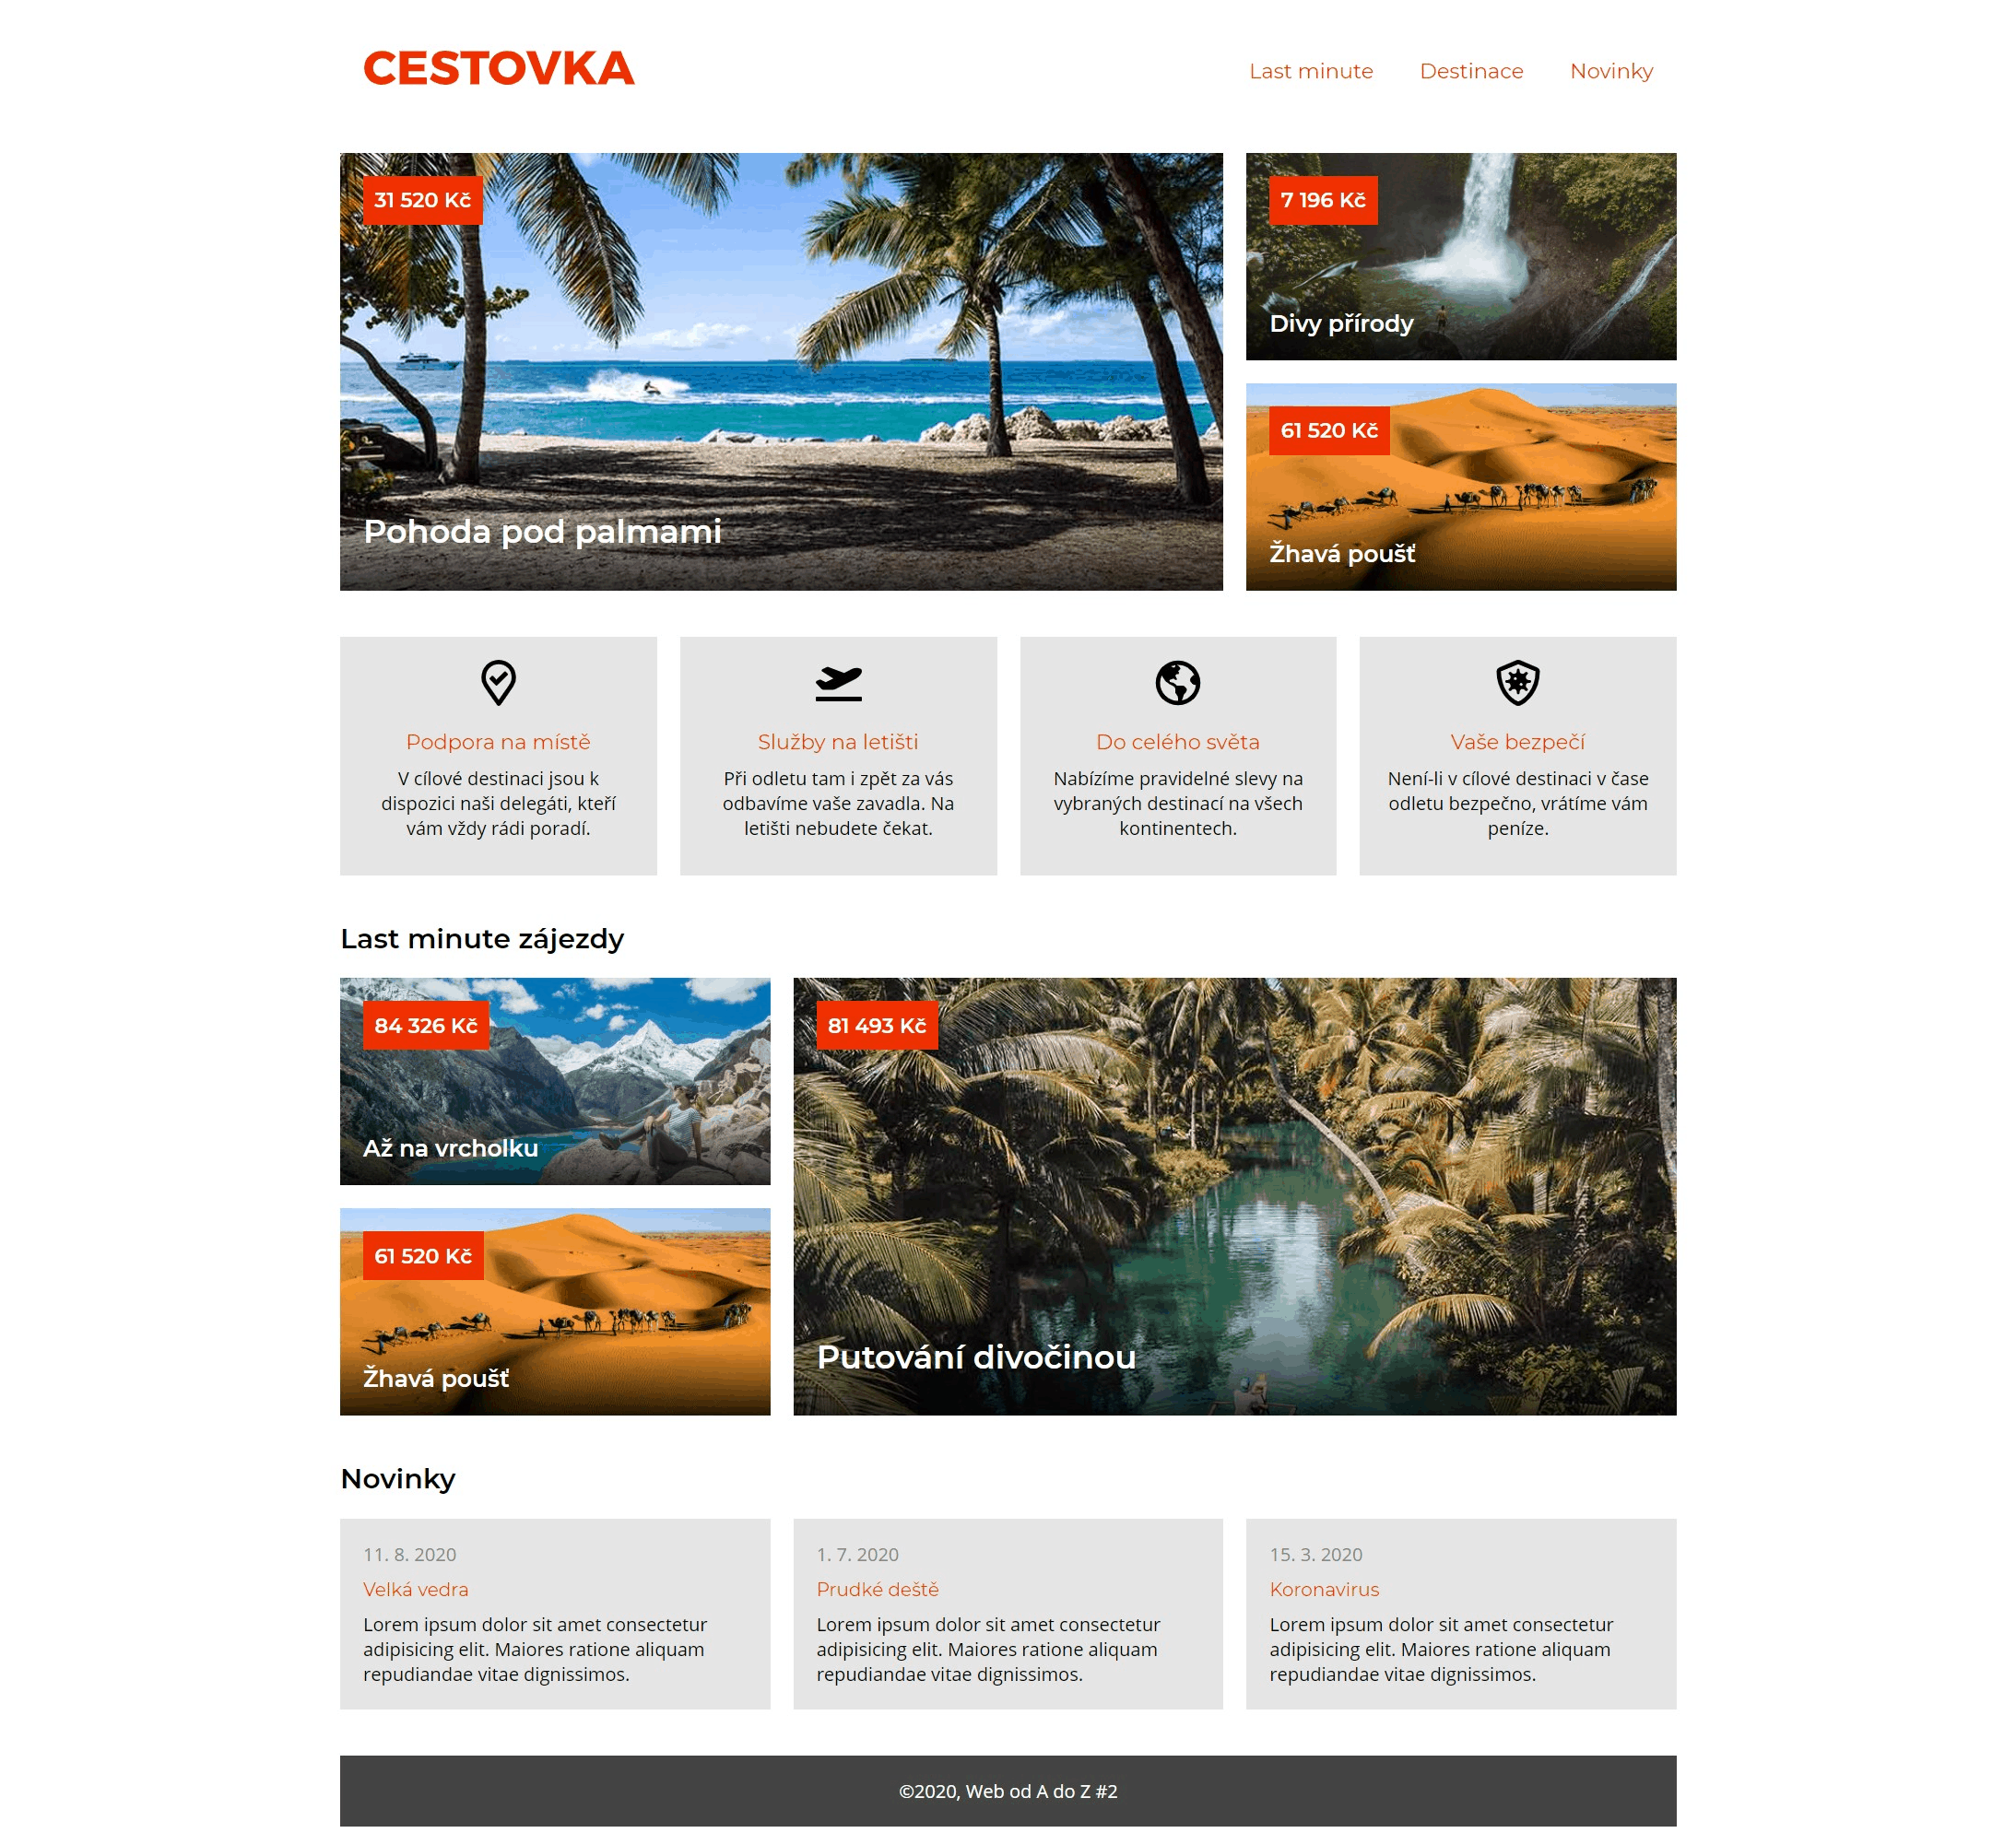 CESTOVKA
Last minute
Destinace
Novinky
31 520 Kč
Pohoda pod palmami
7 196 Kč
Divy přírody
61 520 Kč
Žhavá poušť
Podpora na místě
V cílové destinaci jsou k
dispozici naši delegáti, kteří
vám vždy rádi poradí.
Služby na letišti
Při odletu tam i zpět za vás
odbavíme vaše zavadla. Na
letišti nebudete čekat.
Do celého světa
Nabízíme pravidelné slevy na
vybraných destinací na všech
kontinentech.
Vaše bezpečí
Není-li v cílové destinaci v čase
odletu bezpečno, vrátíme vám
peníze.
Last minute zájezdy
84 326 Kč
Až na vrcholku
61 520 Kč
Žhavá poušť
81 493 Kč
Putování divočinou
Novinky
11. 8. 2020
Velká vedra
Lorem ipsum dolor sit amet consectetur
adipisicing elit. Maiores ratione aliquam
repudiandae vitae dignissimos.
1. 7. 2020
Prudké deště
Lorem ipsum dolor sit amet consectetur
adipisicing elit. Maiores ratione aliquam
repudiandae vitae dignissimos.
15. 3. 2020
Koronavirus
Lorem ipsum dolor sit amet consectetur
adipisicing elit. Maiores ratione aliquam
repudiandae vitae dignissimos.
©2020, Web od A do Z #2